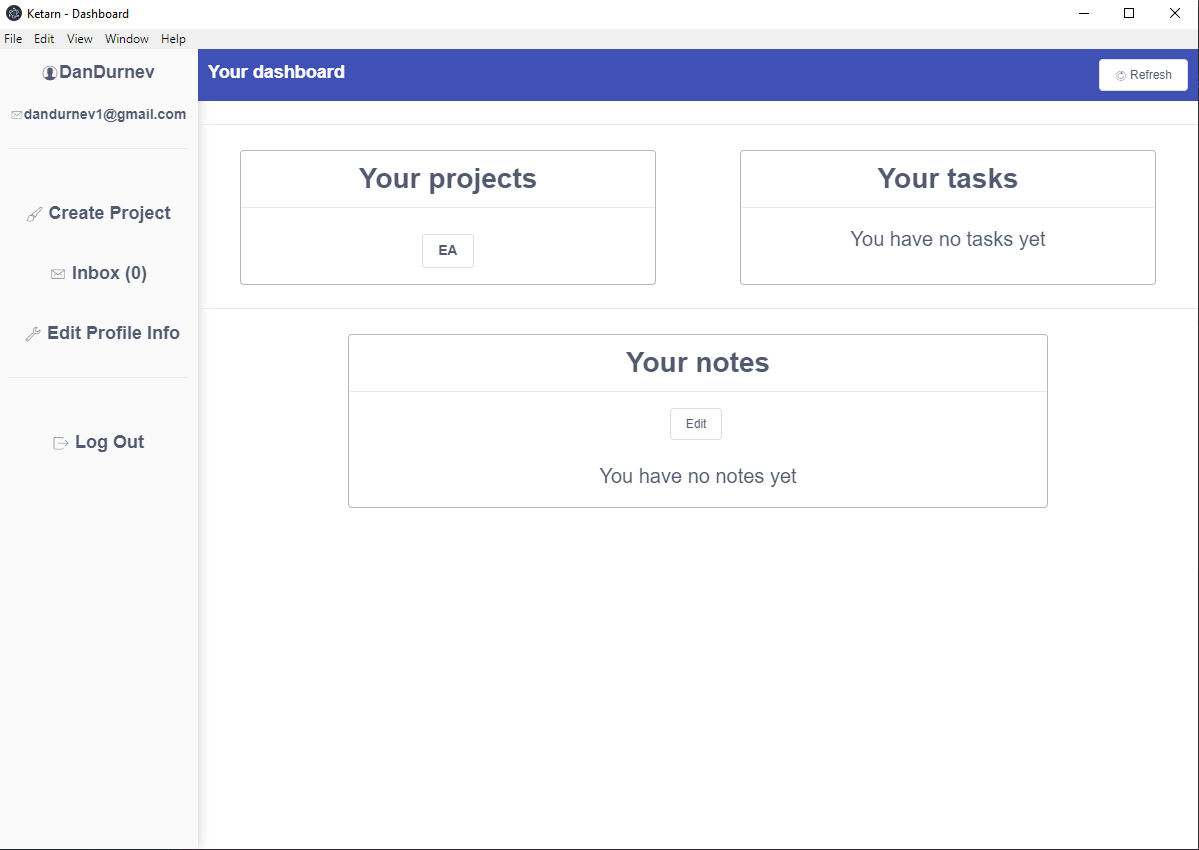 Ketarn - Dashboard
File Edit View Window Help
DanDurnev
dandurnev1@gmail.com
Create Project
Inbox (0)
Edit Profile Info
Log Out
Your dashboard
Refresh
Your projects
EA
Your tasks
You have no tasks yet
Your notes
Edit
You have no notes yet